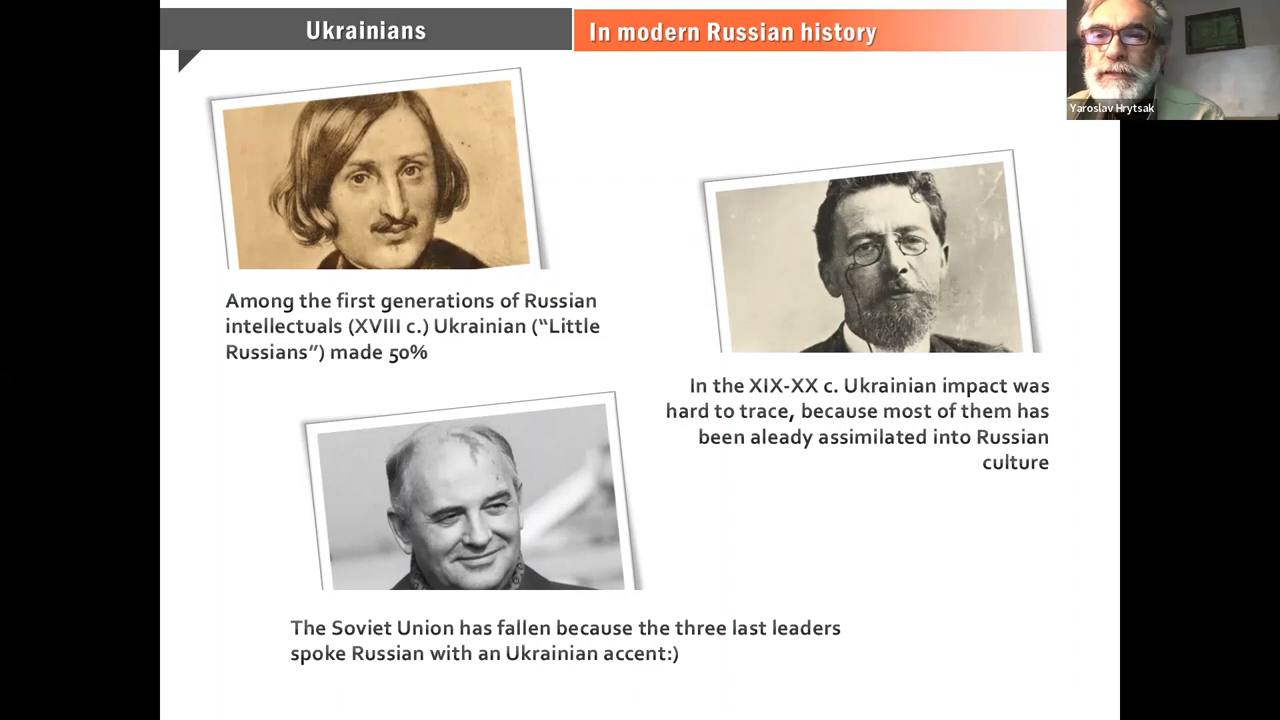 Ukrainians
In modern Russian history
Yaroslav Hrytsak
Among the first generations of Russian
intellectuals (XVIII c.) Ukrainian (“Little
Russians”) made 50%
In the XIX-XX c. Ukrainian impact was
hard to trace, because most of them has
been aleady assimilated into Russian
culture
The Soviet Union has fallen because the three last leaders
spoke Russian with an Ukrainian accent:)